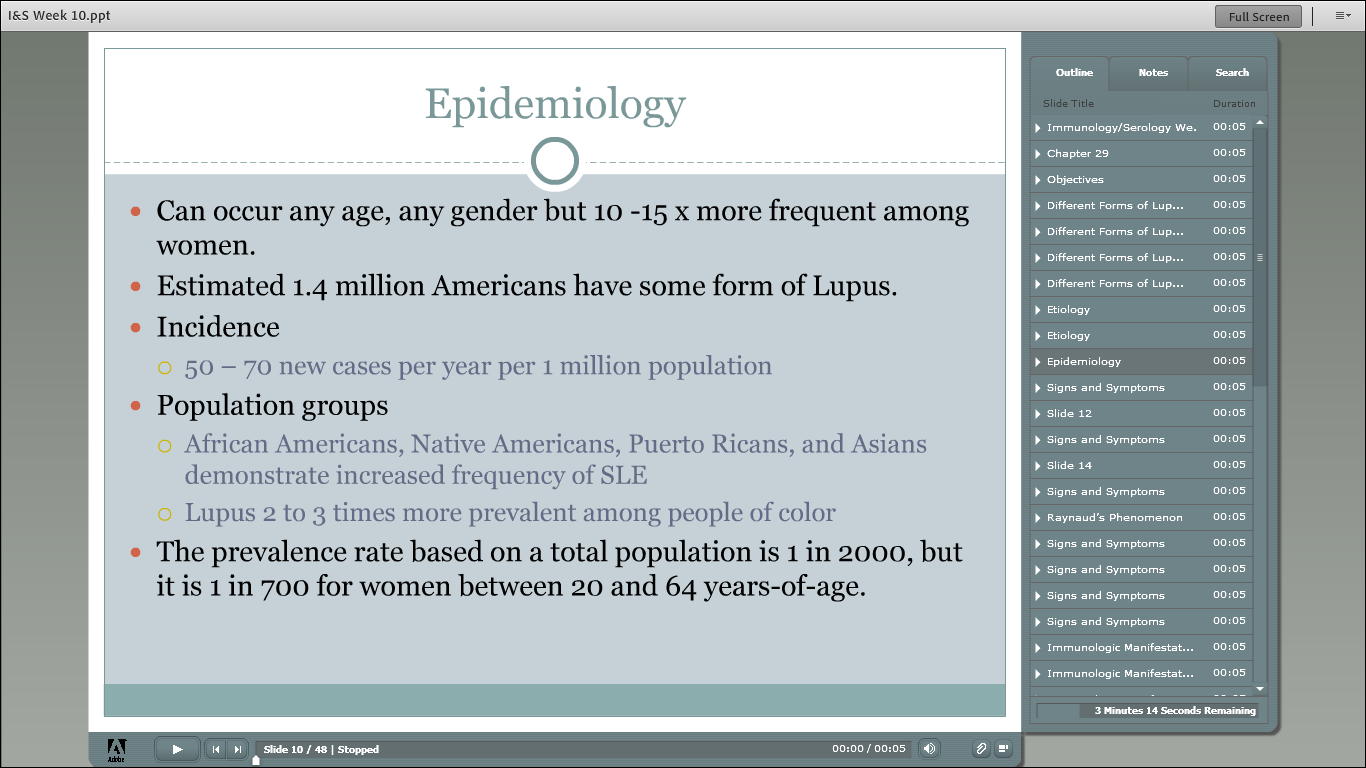 I&S Week 10.ppt
Full Screen
Epidemiology
Can occur any age, any gender but 10 -15 x more frequent among
women.
Estimated 1.4 million Americans have some form of Lupus.
Incidence
50 – 70 new cases per year per 1 million population
Population groups
African Americans, Native Americans, Puerto Ricans, and Asians
demonstrate increased frequency of SLE
Lupus 2 to 3 times more prevalent among people of color
The prevalence rate based on a total population is 1 in 2000, but
it is 1 in 700 for women between 20 and 64 years-of-age.
Outline Notes Search
Slide Title Duration
Immunology/Serology We. 00:05
Chapter 29 00:05
Objectives 00:05
Different Forms of Lup... 00:05
Different Forms of Lup... 00:05
Different Forms of Lup... 00:05
Different Forms of Lup... 00:05
Etiology 00:05
Etiology 00:05
Epidemiology 00:05
Signs and Symptoms 00:05
Slide 12 00:05
Signs and Symptoms 00:05
Slide 14 00:05
Signs and Symptoms 00:05
Raynaud's Phenomenon 00:05
Signs and Symptoms 00:05
Signs and Symptoms 00:05
Signs and Symptoms 00:05
Signs and Symptoms 00:05
Immunologic Manifestat... 00:05
Immunologic Manifestat... 00:05
3 Minutes 14 Seconds Remaining
Adobe
Slide 10 / 48 | Stopped 00:00 / 00:05